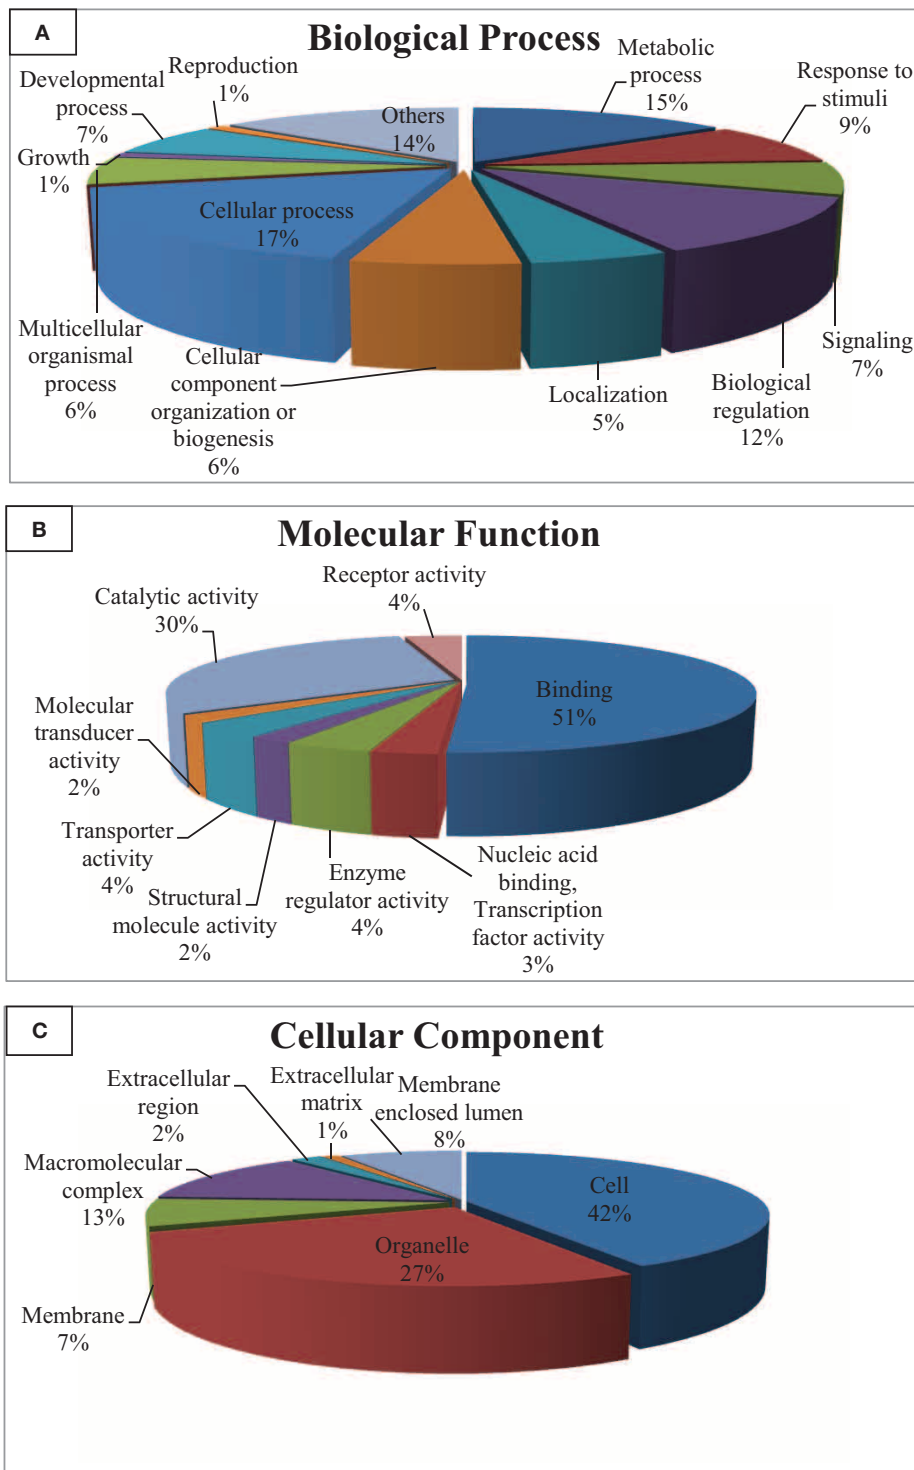 A
Biological Process
Metabolic
process
15%
Response to
stimuli
9%
Signaling
7%
Biological
regulation
12%
Localization
5%
Cellular
component
organization or
biogenesis
6%
Cellular process
17%
Multicellular
organismal
process
6%
Growth
1%
Developmental
process
7%
Reproduction
1%
Others
14%
B
Molecular Function
Receptor activity
4%
Binding
51%
Nucleic acid
binding,
Transcription
factor activity
3%
Enzyme
regulator activity
4%
Structural
molecule activity
2%
Transporter
activity
4%
Molecular
transducer
activity
2%
Catalytic activity
30%
C
Cellular Component
Cell
42%
Organelle
27%
Membrane
7%
Macromolecular
complex
13%
Extracellular
region
2%
Extracellular
matrix
1%
Membrane
enclosed lumen
8%